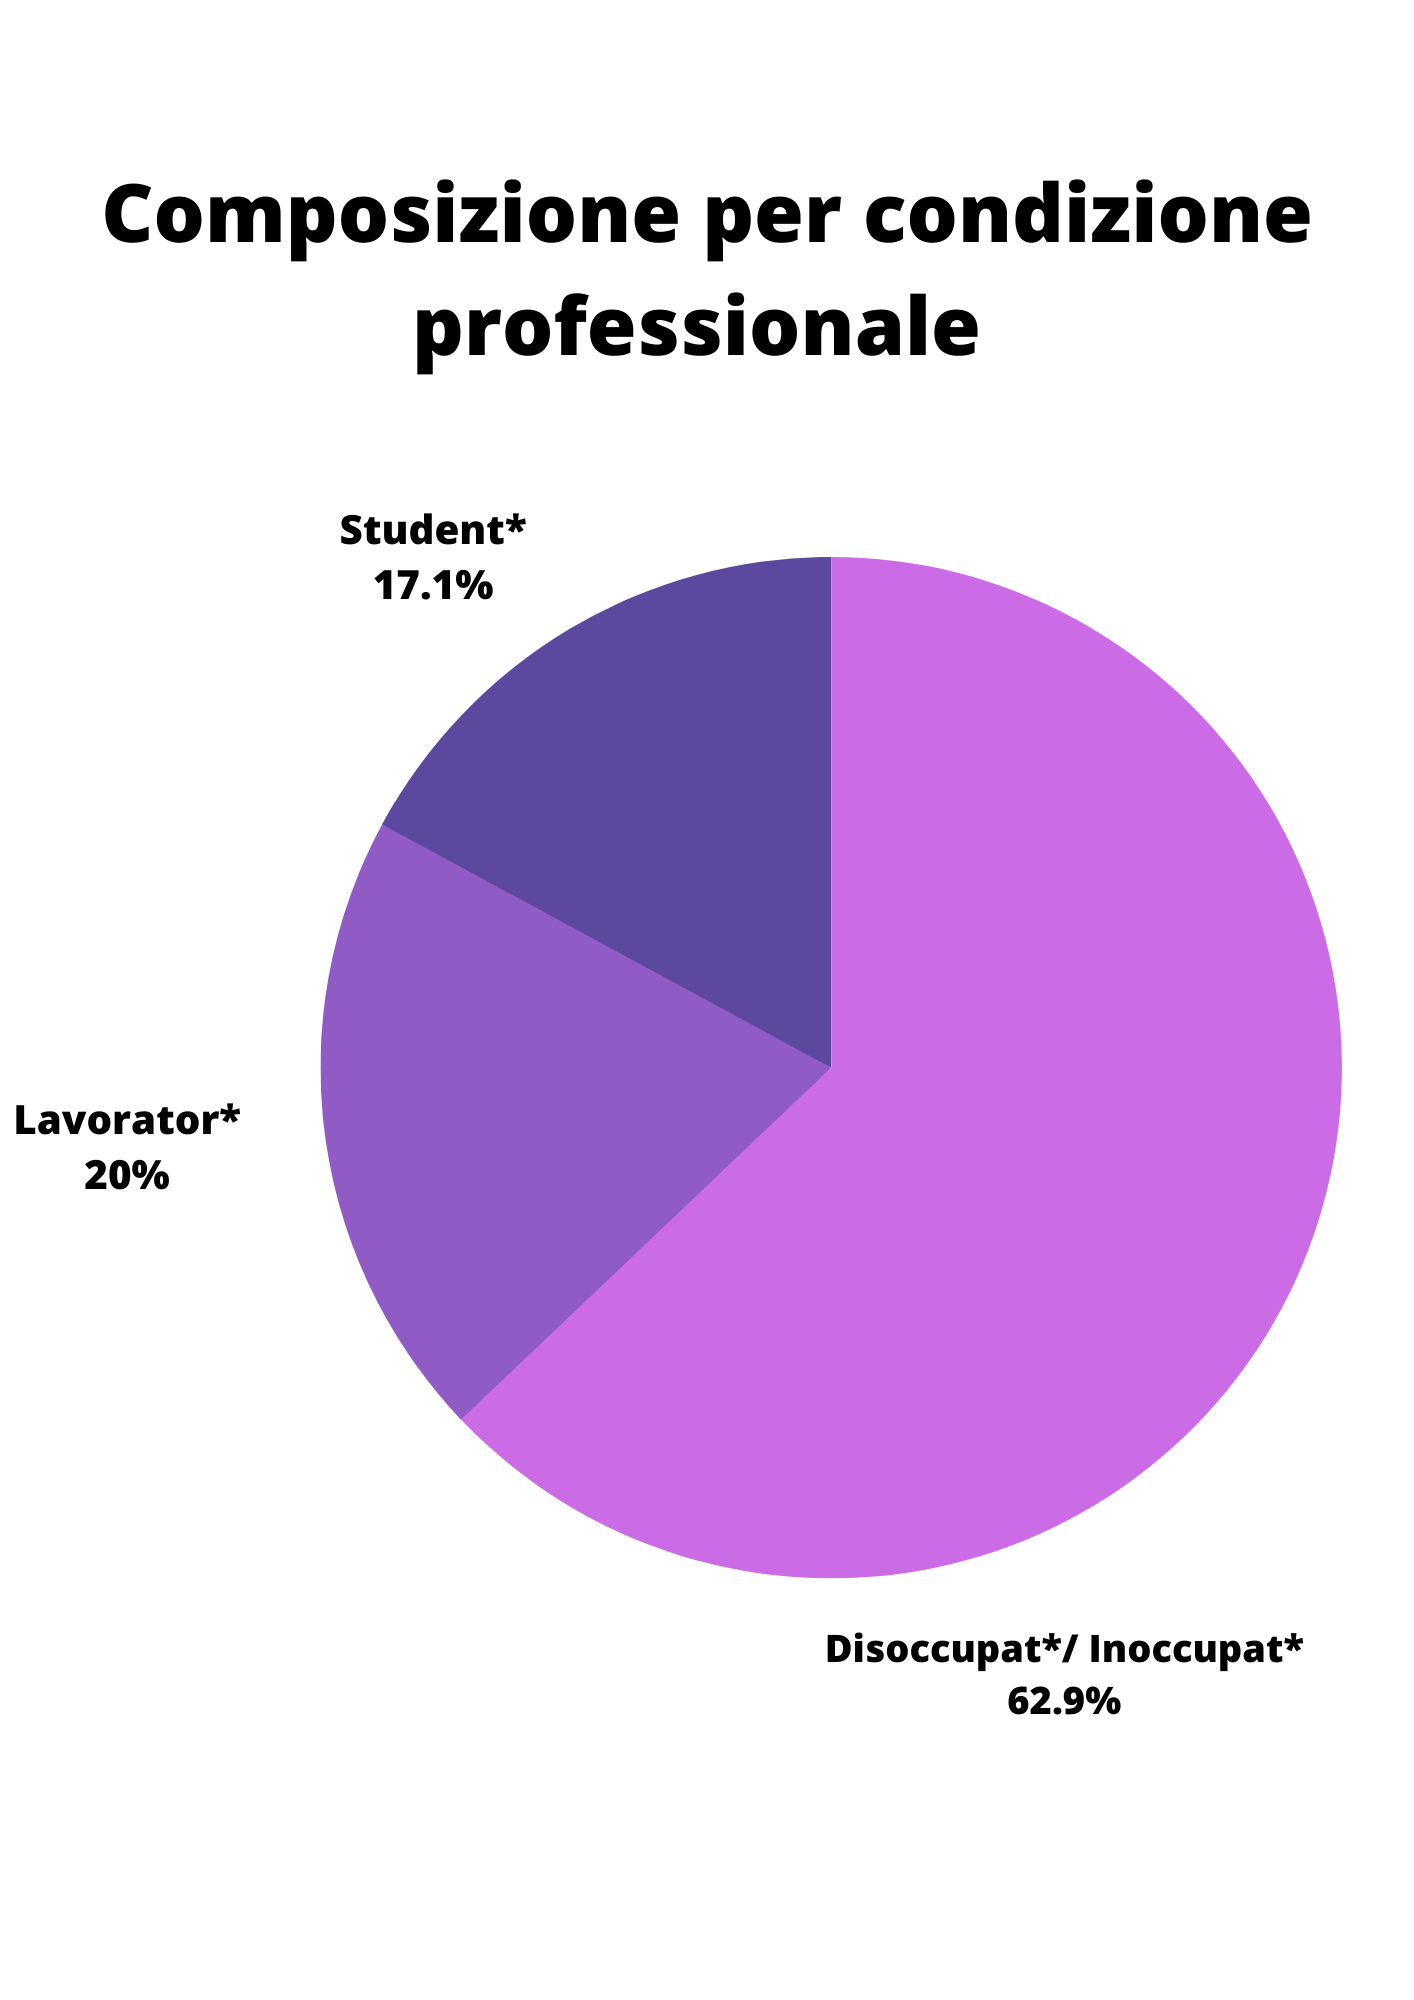 Composizione per condizione
professionale
Student*
17.1%
Lavorator*
20%
Disoccupat*/ Inoccupat*
62.9%